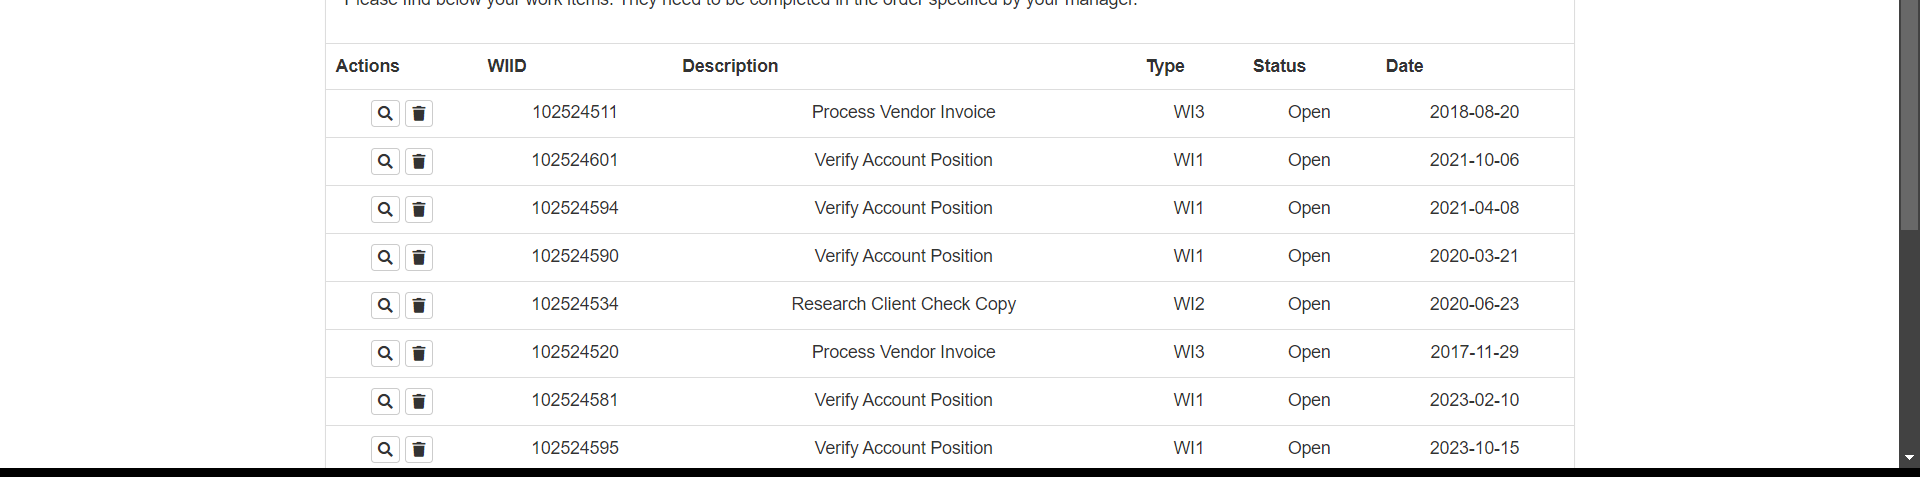 Please find below your work items. They need to be completed in the order specified by your manager.
Actions WIID Description Type Status Date
102524511 Process Vendor Invoice WI3 Open 2018-08-20
102524601 Verify Account Position WI1 Open 2021-10-06
102524594 Verify Account Position WI1 Open 2021-04-08
102524590 Verify Account Position WI1 Open 2020-03-21
102524534 Research Client Check Copy WI2 Open 2020-06-23
102524520 Process Vendor Invoice WI3 Open 2017-11-29
102524581 Verify Account Position WI1 Open 2023-02-10
102524595 Verify Account Position WI1 Open 2023-10-15